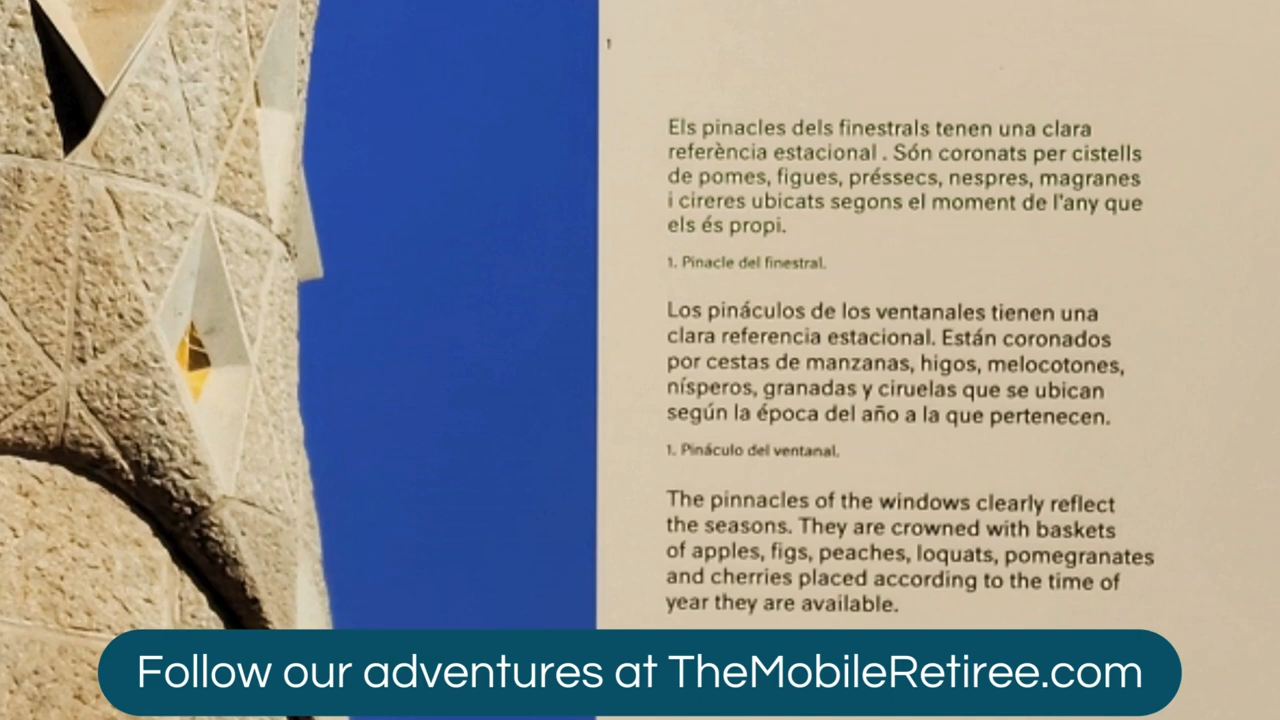 1
Els pinacles dels finestrals tenen una clara
referència estacional . Són coronats per cistells
de pomes, figues, préssecs, nespres, magranes
i cireres ubicats segons el moment de l'any que
els és propi.
1. Pinacle del finestral.
Los pináculos de los ventanales tienen una
clara referencia estacional. Están coronados
por cestas de manzanas, higos, melocotones,
nísperos, granadas y ciruelas que se ubican
según la época del año a la que pertenecen.
1. Pináculo del ventanal.
The pinnacles of the windows clearly reflect
the seasons. They are crowned with baskets
of apples, figs, peaches, loquats, pomegranates
and cherries placed according to the time of
year they are available.
Follow our adventures at TheMobileRetiree.com